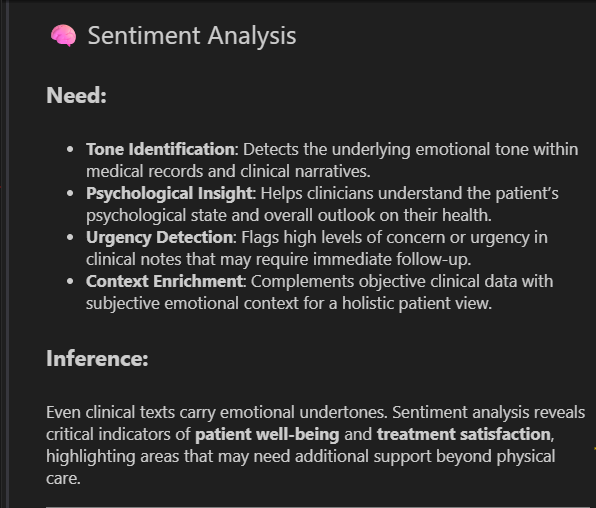 🧠 Sentiment Analysis
Need:
• Tone Identification: Detects the underlying emotional tone within
medical records and clinical narratives.
• Psychological Insight: Helps clinicians understand the patient’s
psychological state and overall outlook on their health.
• Urgency Detection: Flags high levels of concern or urgency in
clinical notes that may require immediate follow-up.
• Context Enrichment: Complements objective clinical data with
subjective emotional context for a holistic patient view.
Inference:
Even clinical texts carry emotional undertones. Sentiment analysis reveals
critical indicators of patient well-being and treatment satisfaction,
highlighting areas that may need additional support beyond physical
care.